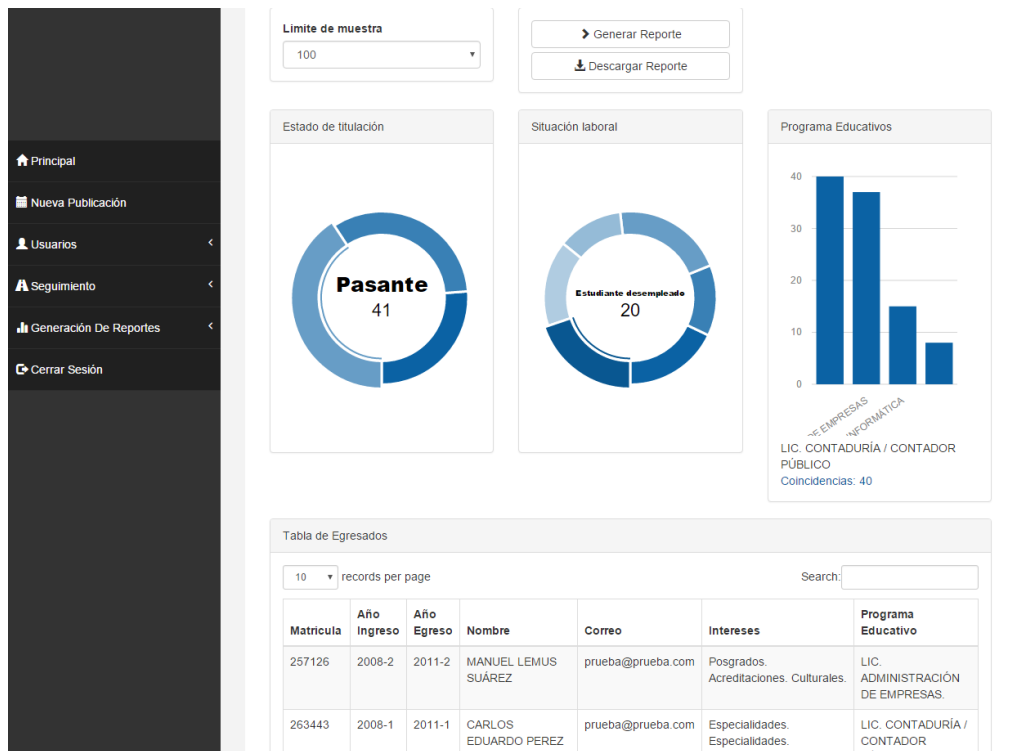 Limite de muestra
100
Generar Reporte
Descargar Reporte
Principal
Nueva Publicación
Usuarios
Seguimiento
Generación De Reportes
Cerrar Sesión
Estado de titulación
Pasante
41
Situación laboral
Estudiante desempleado
20
Programa Educativos
40
30
20
10
0
DE EMPRESAS
INFORMÁTICA
LIC. CONTADURÍA / CONTADOR
PÚBLICO
Coincidencias: 40
Tabla de Egresados
10 records per page
Search:
Matricula Año Ingreso Año Egreso Nombre Correo Intereses Programa Educativo
257126 2008-2 2011-2 MANUEL LEMUS prueba@prueba.com Posgrados. LIC.
SUÁREZ Acreditaciones. Culturales. ADMINISTRACIÓN
DE EMPRESAS.
263443 2008-1 2011-1 CARLOS prueba@prueba.com Especialidades. LIC. CONTADURÍA /
EDUARDO PEREZ Especialidades. CONTADOR